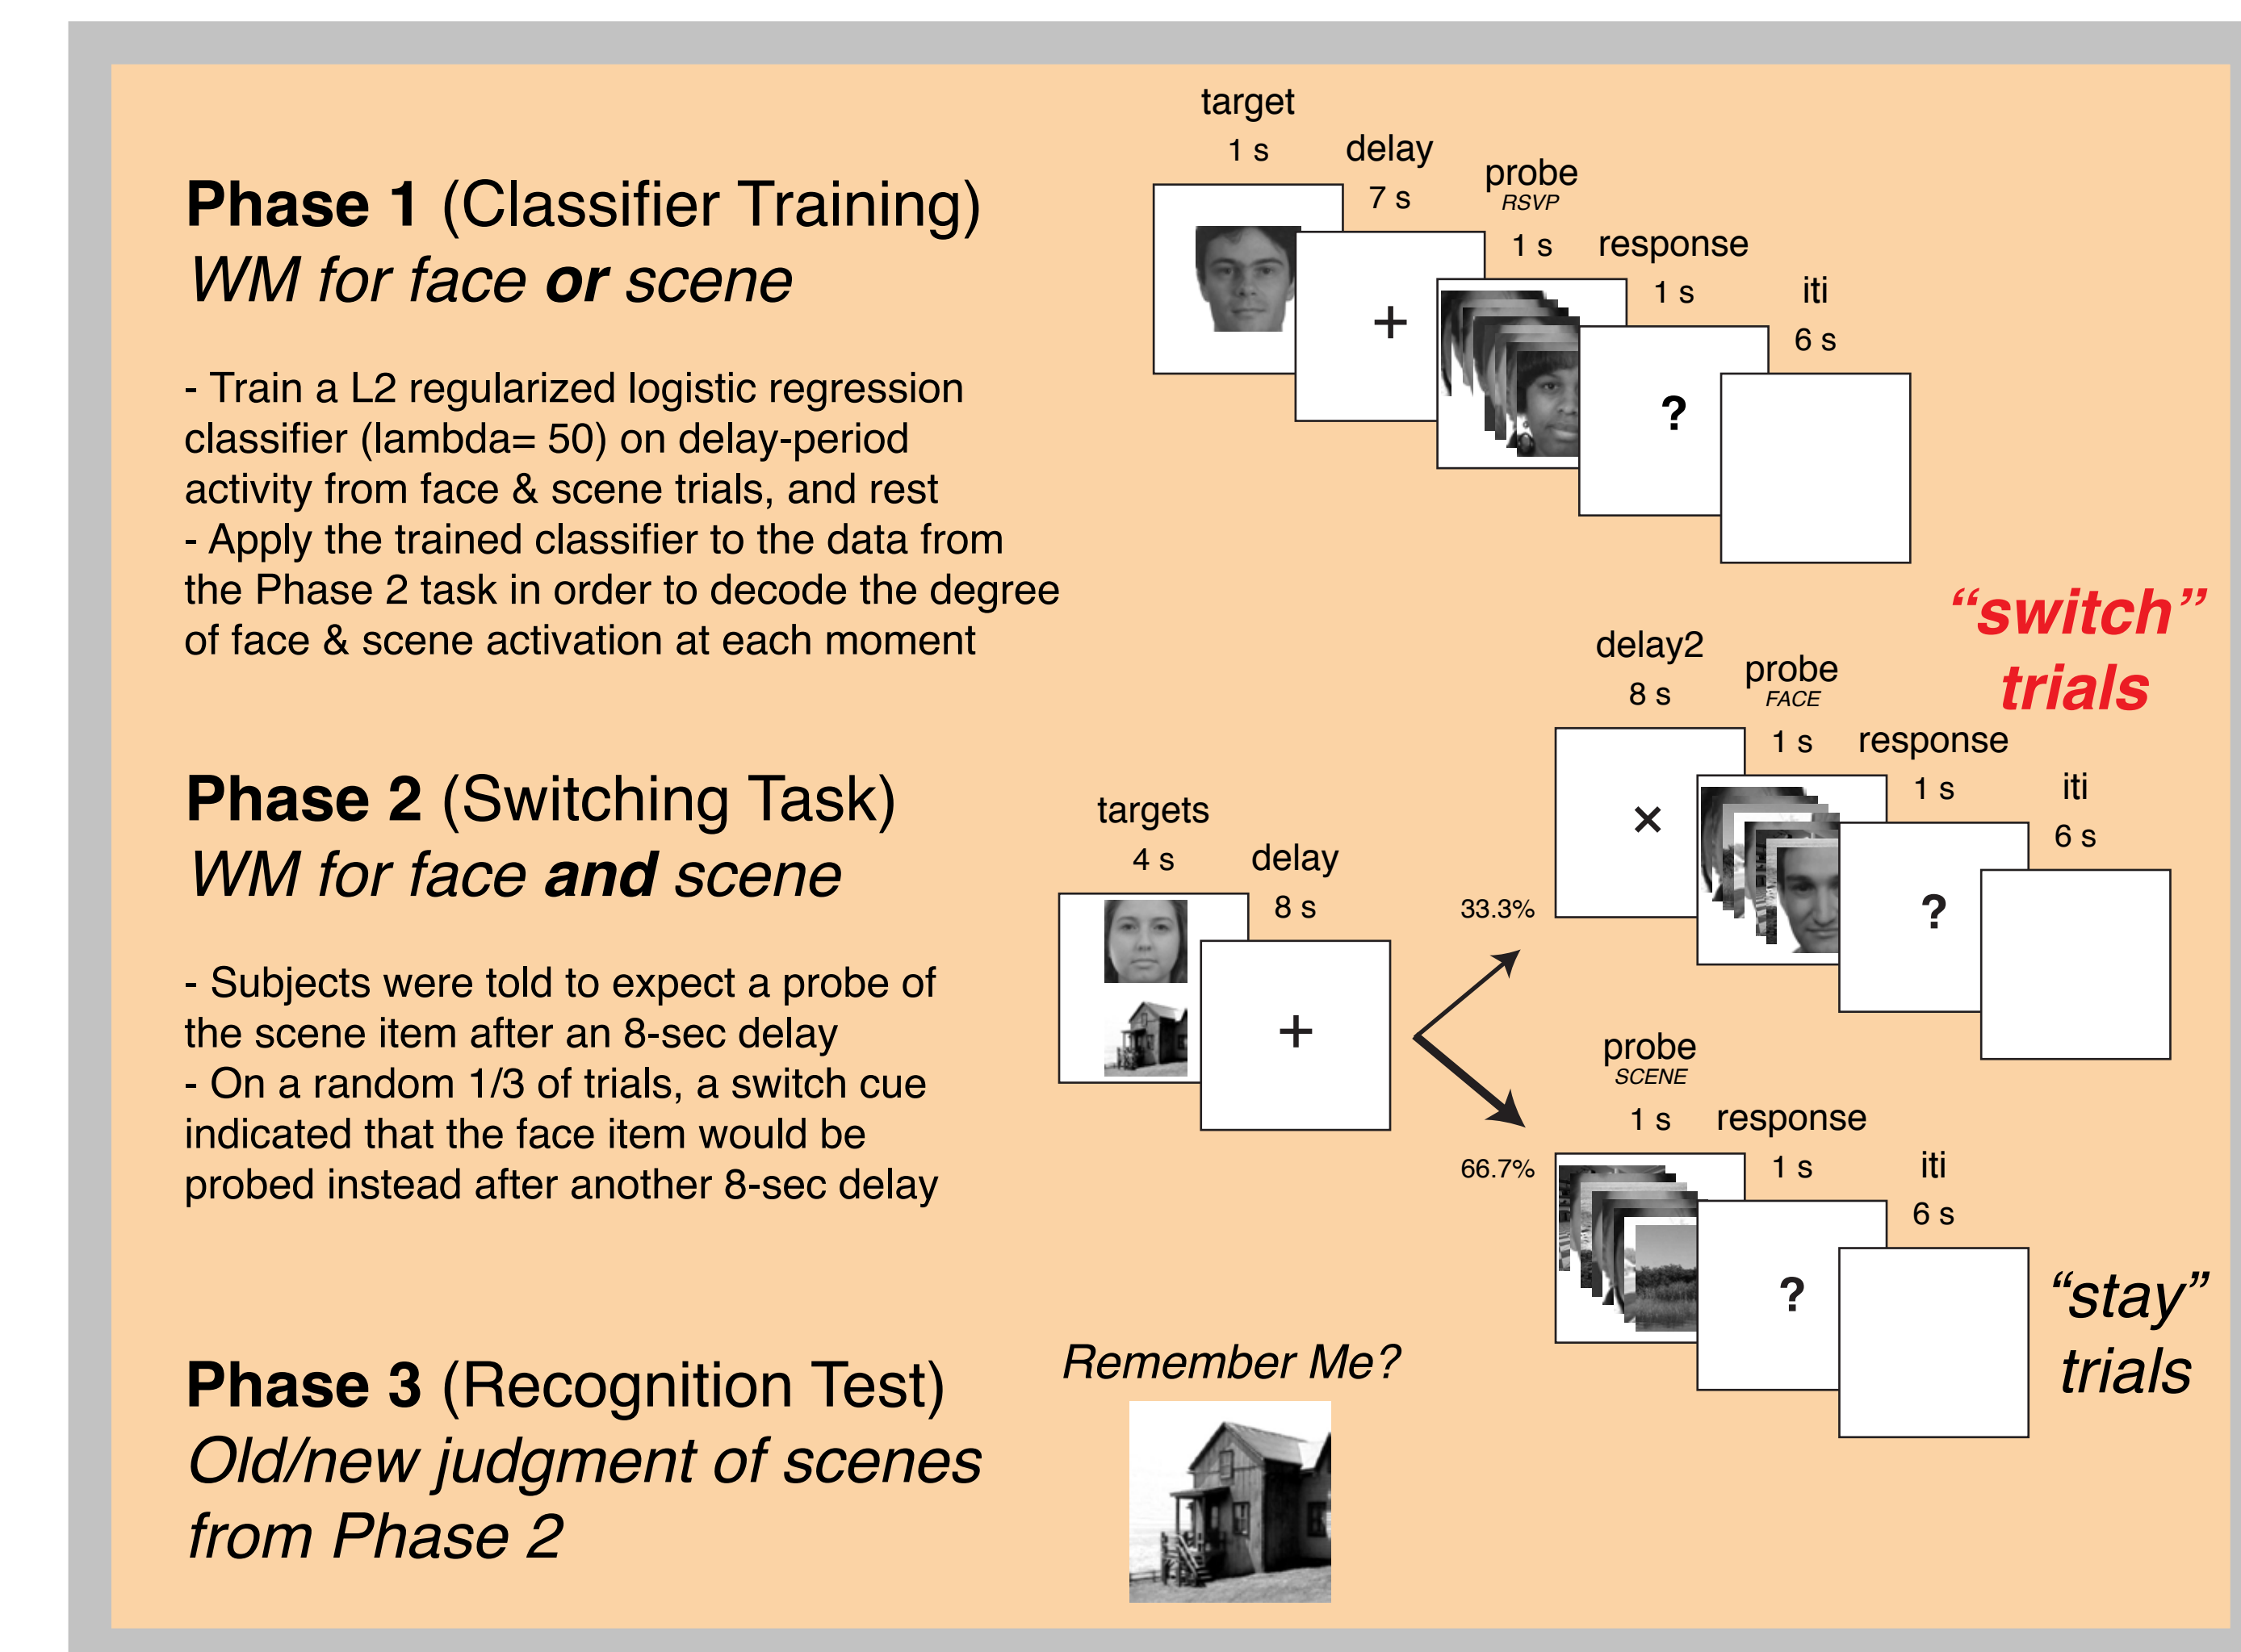 Phase 1 (Classifier Training)
WM for face or scene
- Train a L2 regularized logistic regression
classifier (lambda= 50) on delay-period
activity from face & scene trials, and rest
- Apply the trained classifier to the data from
the Phase 2 task in order to decode the degree
of face & scene activation at each moment
target
1 s
delay
7 s
probe
RSVP
1 s
response
1 s
iti
6 s
+
?
Phase 2 (Switching Task)
WM for face and scene
- Subjects were told to expect a probe of
the scene item after an 8-sec delay
- On a random 1/3 of trials, a switch cue
indicated that the face item would be
probed instead after another 8-sec delay
targets
4 s
delay
8 s
+
33.3%
66.7%
“switch”
trials
delay2
8 s
probe
FACE
1 s
response
1 s
iti
6 s
×
?
probe
SCENE
1 s
response
1 s
iti
6 s
?
“stay”
trials
Phase 3 (Recognition Test)
Old/new judgment of scenes
from Phase 2
Remember Me?